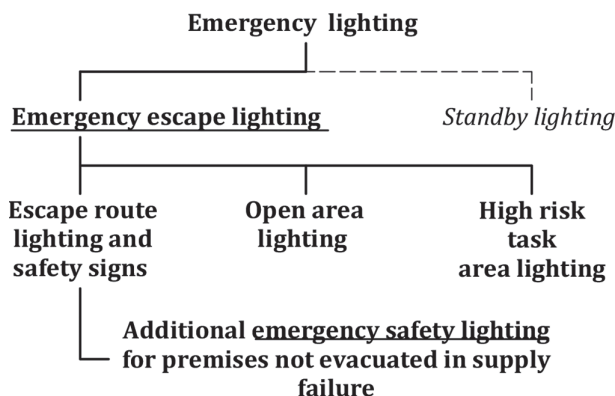 Emergency lighting
Emergency escape lighting
Standby lighting
Escape route
lighting and
safety signs
Open area
lighting
High risk
task
area lighting
Additional emergency safety lighting
for premises not evacuated in supply
failure